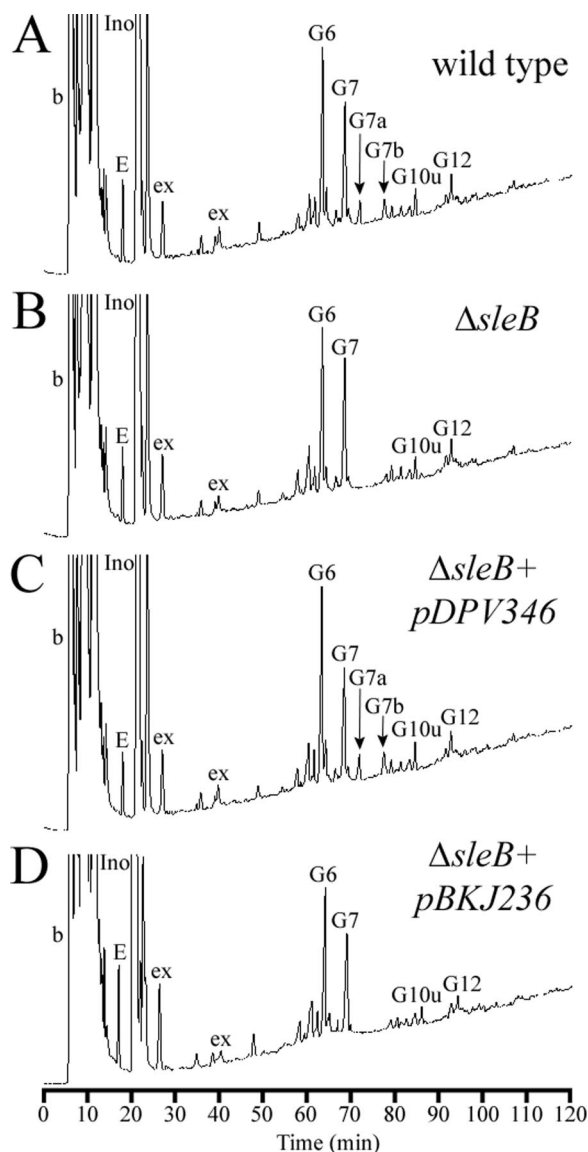 A
wild type
Ino
b
E
ex
ex
G6
G7
G7a
G7b
G10u
G12
B
ΔsleB
Ino
b
E
ex
ex
G6
G7
G10u
G12
C
ΔsleB+
pDPV346
Ino
b
E
ex
ex
G6
G7
G7a
G7b
G10u
G12
D
ΔsleB+
pBKJ236
Ino
b
E
ex
ex
G6
G7
G10u
G12
0 10 20 30 40 50 60 70 80 90 100 110 120
Time (min)